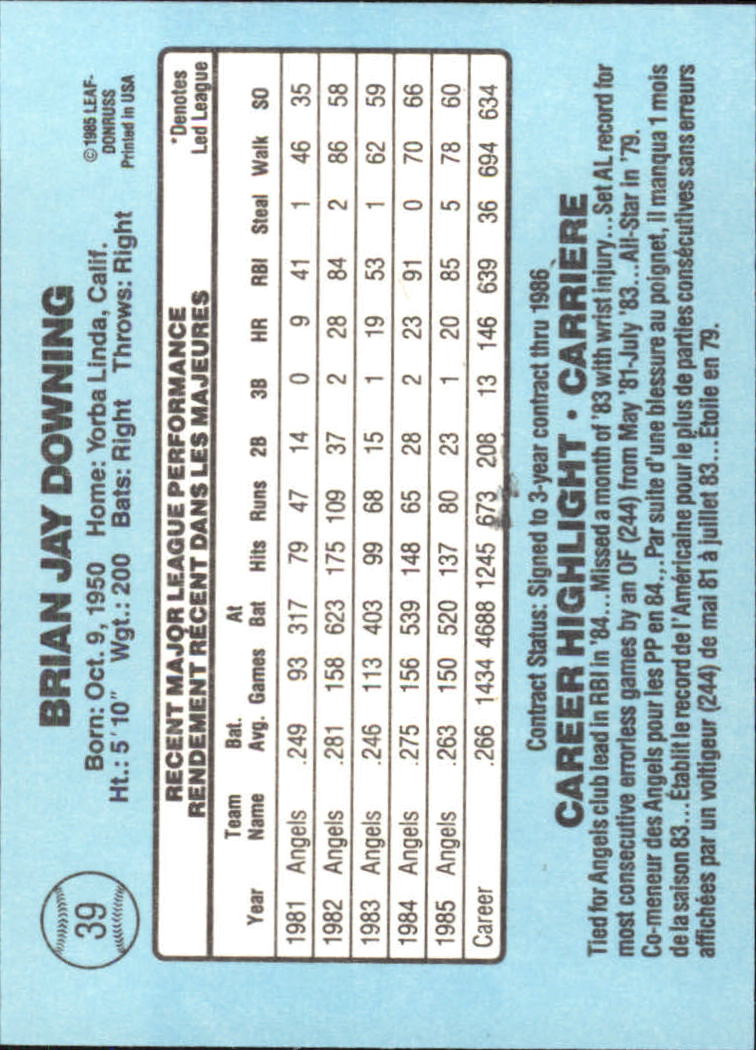 39
BRIAN JAY DOWNING
Born: Oct. 9, 1950 Home: Yorba Linda, Calif.
Ht.: 5'10" Wgt.: 200 Bats: Right Throws: Right
© 1985 LEAF-
DONRUSS
Printed in USA
RECENT MAJOR LEAGUE PERFORMANCE
RENDEMENT RÉCENT DANS LES MAJEURES
*Denotes
Led League
Team Bat. At
Year Name Avg. Games Bat Hits Runs 2B 3B HR RBI Steal Walk SO
1981 Angels .249 93 317 79 47 14 0 9 41 1 46 35
1982 Angels .281 158 623 175 109 37 2 28 84 2 86 58
1983 Angels .246 113 403 99 68 15 1 19 53 1 62 59
1984 Angels .275 156 539 148 65 28 2 23 91 0 70 66
1985 Angels .263 150 520 137 80 23 1 20 85 5 78 60
Career .266 1434 4688 1245 673 208 13 146 639 36 694 634
Contract Status: Signed to 3-year contract thru 1986
CAREER HIGHLIGHT • CARRIÈRE
Tied for Angels club lead in RBI in '84...Missed a month of '83 with wrist injury...Set AL record for
most consecutive errorless games by an OF (244) from May '81-July '83...All-Star in '79.
Co-meneur des Angels pour les PP en 84...Par suite d'une blessure au poignet, il manqua 1 mois
de la saison 83...Établit le record de l'Américaine pour le plus de parties consécutives sans erreurs
affichées par un voltigeur (244) de mai 81 à juillet 83...Étoile en 79.